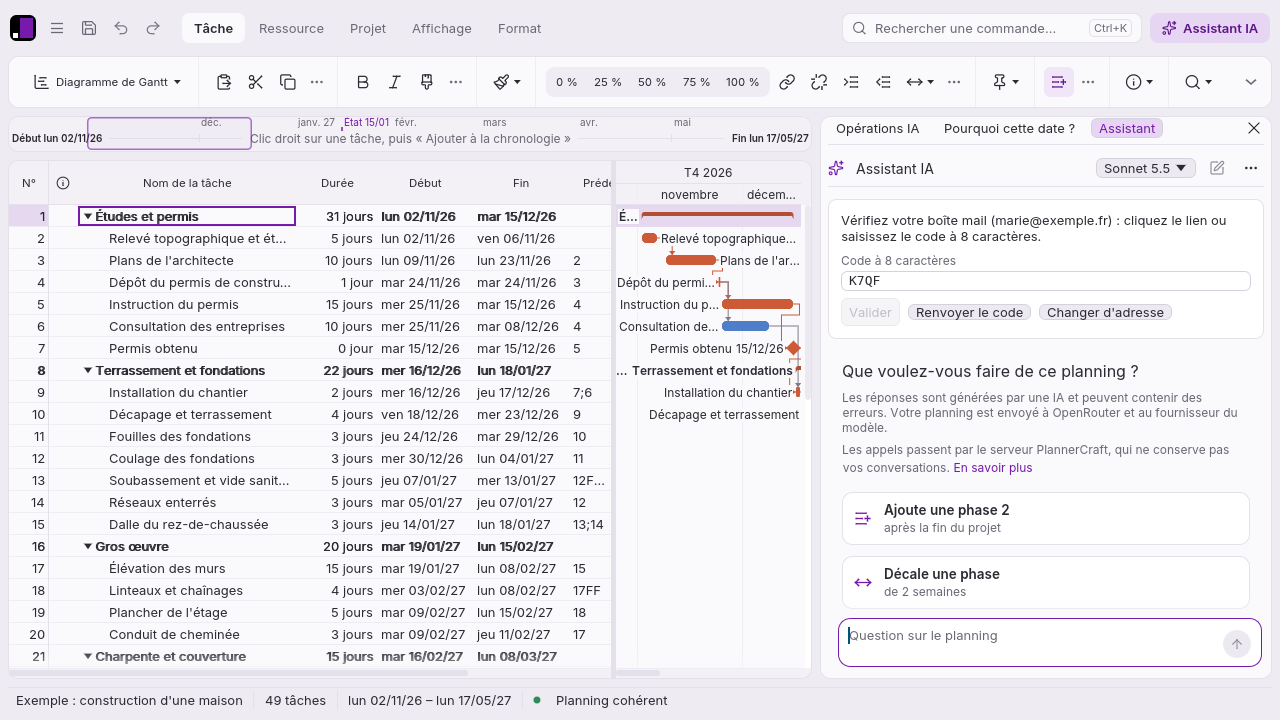 Tâche
Ressource
Projet
Affichage
Format
Rechercher une commande...
Ctrl+K
Assistant IA
Diagramme de Gantt
0 %
25 %
50 %
75 %
100 %
déc.
janv. 27
État 15/01
févr.
mars
avr.
mai
Début lun 02/11/26
Clic droit sur une tâche, puis « Ajouter à la chronologie »
Fin lun 17/05/27
N° Nom de la tâche Durée Début Fin Préde
1 Études et permis 31 jours lun 02/11/26 mar 15/12/26
2 Relevé topographique et ét... 5 jours lun 02/11/26 ven 06/11/26
3 Plans de l'architecte 10 jours lun 09/11/26 lun 23/11/26 2
4 Dépôt du permis de constru... 1 jour mar 24/11/26 mar 24/11/26 3
5 Instruction du permis 15 jours mer 25/11/26 mar 15/12/26 4
6 Consultation des entreprises 10 jours mer 25/11/26 mar 08/12/26 4
7 Permis obtenu 0 jour mar 15/12/26 mar 15/12/26 5
8 Terrassement et fondations 22 jours mer 16/12/26 lun 18/01/27
9 Installation du chantier 2 jours mer 16/12/26 jeu 17/12/26 7;6
10 Décapage et terrassement 4 jours ven 18/12/26 mer 23/12/26 9
11 Fouilles des fondations 3 jours jeu 24/12/26 mar 29/12/26 10
12 Coulage des fondations 3 jours mer 30/12/26 lun 04/01/27 11
13 Soubassement et vide sanit... 5 jours jeu 07/01/27 mer 13/01/27 12F...
14 Réseaux enterrés 3 jours mar 05/01/27 jeu 07/01/27 12
15 Dalle du rez-de-chaussée 3 jours jeu 14/01/27 lun 18/01/27 13;14
16 Gros œuvre 20 jours mar 19/01/27 lun 15/02/27
17 Élévation des murs 15 jours mar 19/01/27 lun 08/02/27 15
18 Linteaux et chaînages 4 jours mer 03/02/27 lun 08/02/27 17FF
19 Plancher de l'étage 5 jours mar 09/02/27 lun 15/02/27 18
20 Conduit de cheminée 3 jours mar 09/02/27 jeu 11/02/27 17
21 Charpente et couverture 15 jours mar 16/02/27 lun 08/03/27
T4 2026
novembre
décem...
É...
Relevé topographique...
Plans de l'ar...
Dépôt du permi...
Instruction du p...
Consultation de...
Permis obtenu 15/12/26
... Terrassement et fondations
Installation du chantier
Décapage et terrassement
Opérations IA
Pourquoi cette date ?
Assistant
Assistant IA
Sonnet 5.5
Vérifiez votre boîte mail (marie@exemple.fr) : cliquez le lien ou
saisissez le code à 8 caractères.
Code à 8 caractères
K7QF
Valider
Renvoyer le code
Changer d'adresse
Que voulez-vous faire de ce planning ?
Les réponses sont générées par une IA et peuvent contenir des
erreurs. Votre planning est envoyé à OpenRouter et au fournisseur du
modèle.
Les appels passent par le serveur PlannerCraft, qui ne conserve pas
vos conversations. En savoir plus
Ajoute une phase 2
après la fin du projet
Décale une phase
de 2 semaines
Question sur le planning
Exemple : construction d'une maison
49 tâches
lun 02/11/26 – lun 17/05/27
Planning cohérent